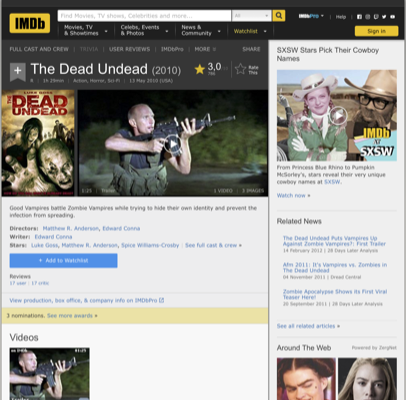 IMDb
Find Movies, TV shows, Celebrities and more...
All
IMDbPro
Help
Movies, TV
& Showtimes
Celebs, Events
& Photos
News &
Community
Watchlist
Sign in
FULL CAST AND CREW | TRIVIA | USER REVIEWS | IMDbPro | MORE
SHARE
The Dead Undead (2010)
3,0
Rate
This
R | 1h 29min | Action, Horror, Sci-Fi | 13 May 2010 (USA)
DEAD
UNDEAD
Trailer
1 VIDEO | 3 IMAGES
Good Vampires battle Zombie Vampires while trying to hide their own identity and prevent the
infection from spreading.
Directors: Matthew R. Anderson, Edward Conna
Writer: Edward Conna
Stars: Luke Goss, Matthew R. Anderson, Spice Williams-Crosby | See full cast & crew »
+ Add to Watchlist
Reviews
17 user | 17 critic
View production, box office, & company info on IMDbPro
3 nominations. See more awards »
Videos
SXSW Stars Pick Their Cowboy
Names
IMDb
AT
SXSW
From Princess Blue Rhino to Pumpkin
McSorley's, stars reveal their very unique
cowboy names at SXSW.
Watch now »
Related News
The Dead Undead Puts Vampires Up
Against Zombie Vampires?: First Trailer
14 February 2011 | 28 Days Later Analysis
Afm 2011: It's Vampires vs. Zombies in
The Dead Undead
04 November 2011 | Dread Central
Zombie Apocalypse Shows Its First Viral
Teaser Here!
20 September 2011 | 28 Days Later Analysis
See all related articles »
Around The Web
Powered by ZergNet